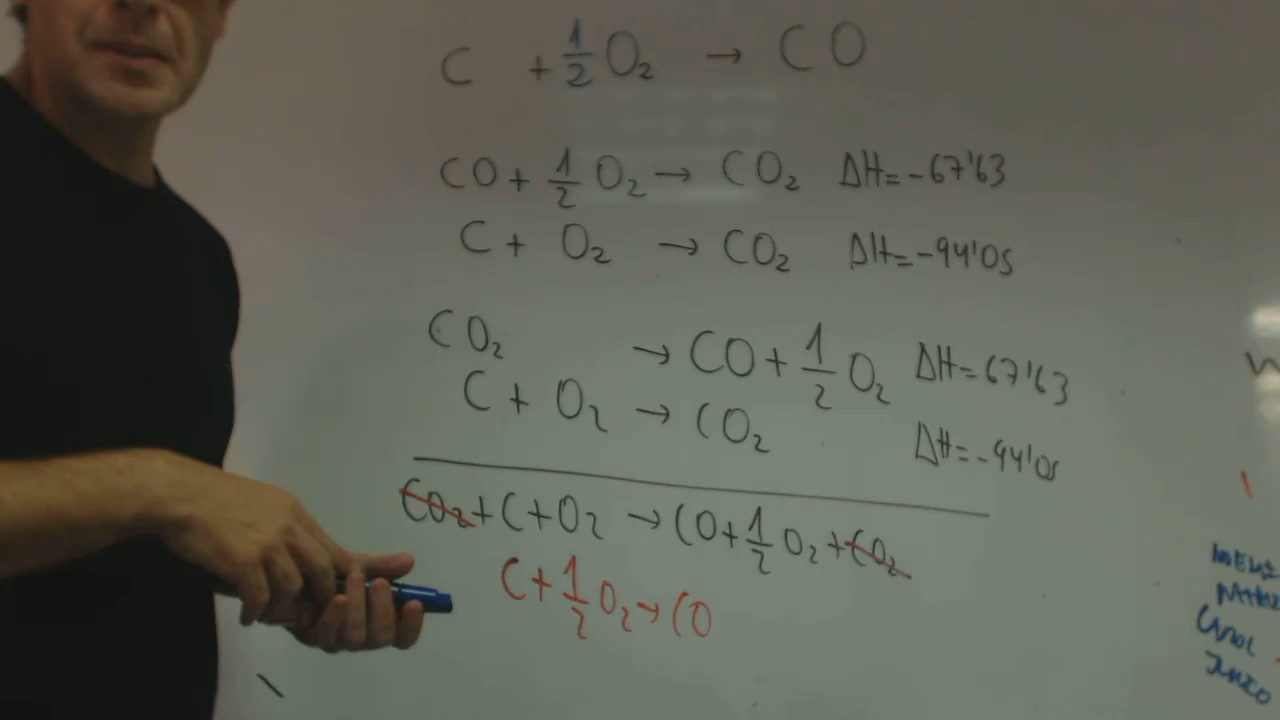 C + 1/2 O₂ → CO
CO + 1/2 O₂ → CO₂ ΔH = -67'63
C + O₂ → CO₂ ΔH = -94'05
CO₂ → CO + 1/2 O₂ ΔH = 67'63
C + O₂ → CO₂ ΔH = -94'05
CO₂ + C + O₂ → CO + 1/2 O₂ + CO₂
C + 1/2 O₂ → CO